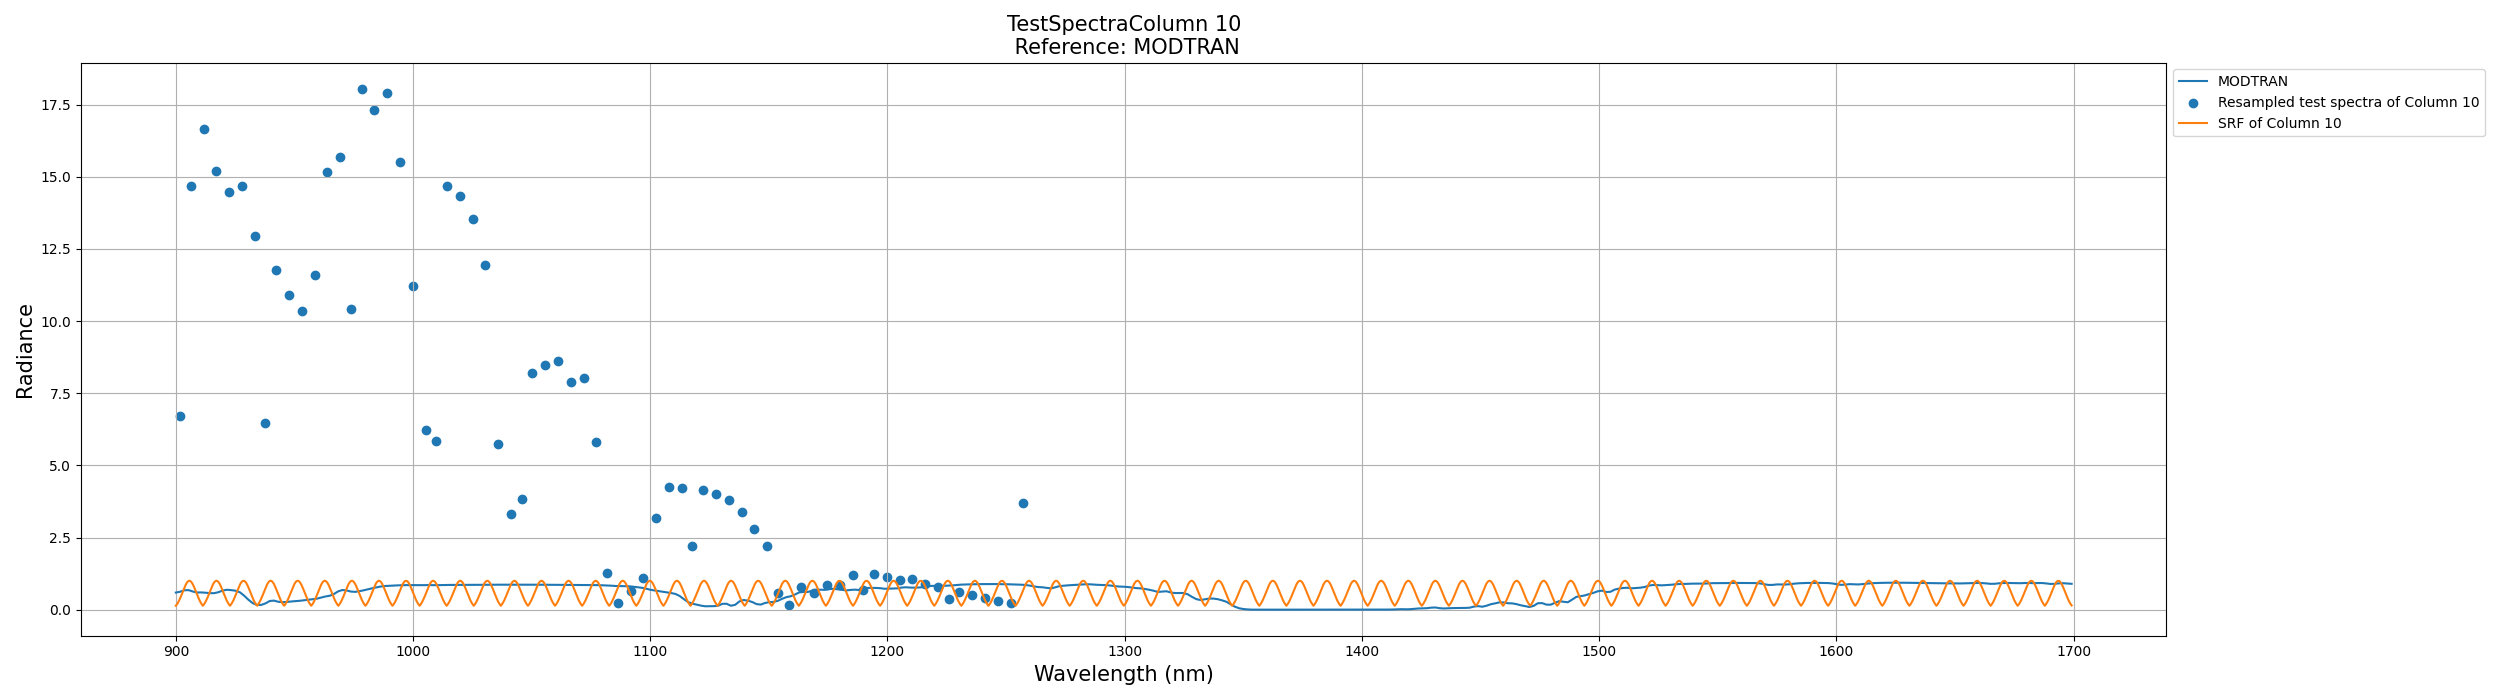 TestSpectraColumn 10
Reference: MODTRAN
MODTRAN
Resampled test spectra of Column 10
SRF of Column 10
17.5
15.0
12.5
10.0
7.5
5.0
2.5
0.0
Radiance
900
1000
1100
1200
1300
1400
1500
1600
1700
Wavelength (nm)